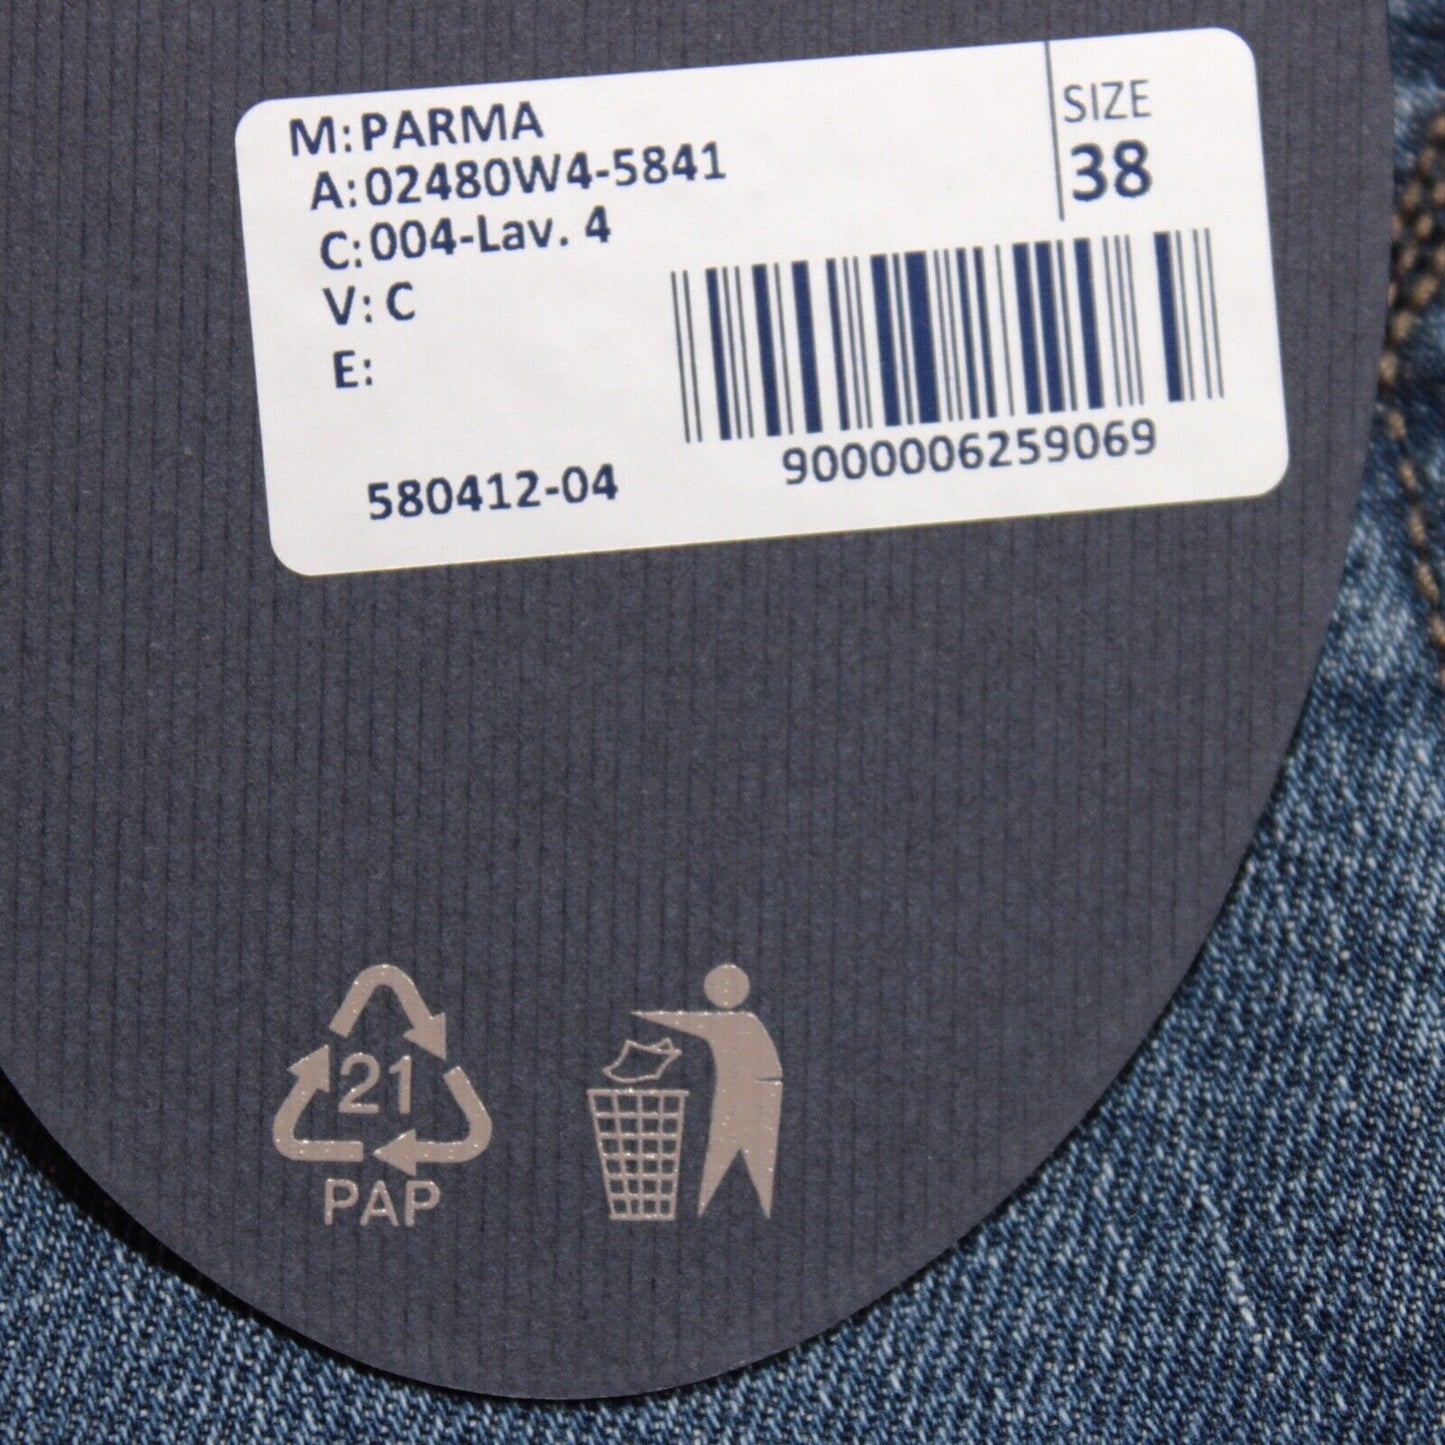 M: PARMA
A: 02480W4-5841
C: 004-Lav. 4
V: C
E:
SIZE
38
9000006259069
580412-04
21
PAP